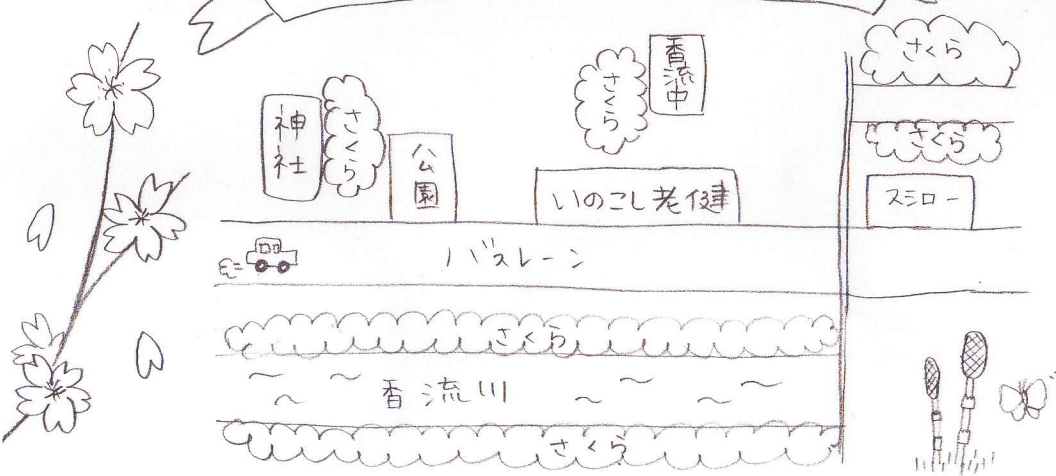 さくら
香流中
さくら
神社
さくら
公園
さくら
いのこし老健
スシロー
バスレーン
さくら
香流川
さくら